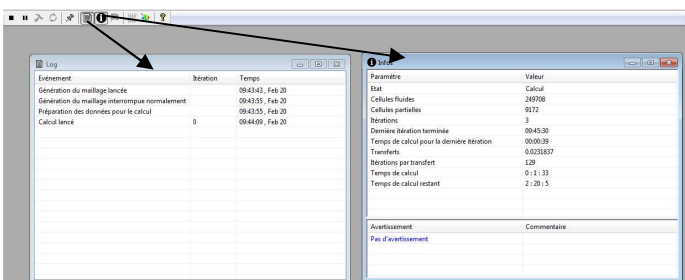 Log
Evénement Itération Temps
Génération du maillage lancée 09:43:43 , Feb 20
Génération du maillage interrompue normalement 09:43:55 , Feb 20
Préparation des données pour le calcul 09:43:55 , Feb 20
Calcul lancé 0 09:44:09 , Feb 20
Infos
Paramètre Valeur
Etat Calcul
Cellules fluides 249708
Cellules partielles 9172
Itérations 3
Dernière itération terminée 09:45:30
Temps de calcul pour la dernière itération 00:00:39
Transferts 0.0231837
Itérations par transfert 129
Temps de calcul 0 : 1 : 33
Temps de calcul restant 2 : 20 : 5
Avertissement Commentaire
Pas d'avertissement